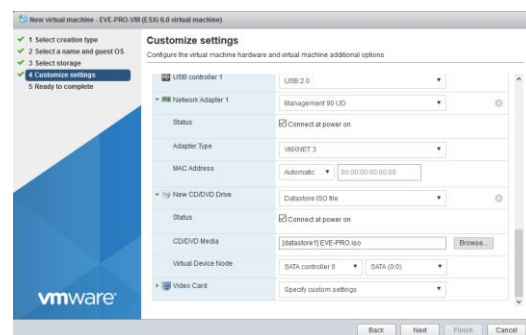 New virtual machine - EVE-PRO-VM (ESXi 6.0 virtual machine)
1 Select creation type
2 Select a name and guest OS
3 Select storage
4 Customize settings
5 Ready to complete
vmware
Customize settings
Configure the virtual machine hardware and virtual machine additional options
USB controller 1 USB 2.0
Network Adapter 1 Management 90 UD
Status Connect at power on
Adapter Type VMXNET 3
MAC Address Automatic 00:00:00:00:00:00
New CD/DVD Drive Datastore ISO file
Status Connect at power on
CD/DVD Media [datastore1] EVE-PRO.iso Browse...
Virtual Device Node SATA controller 0 SATA (0:0)
Video Card Specify custom settings
Back Next Finish Cancel